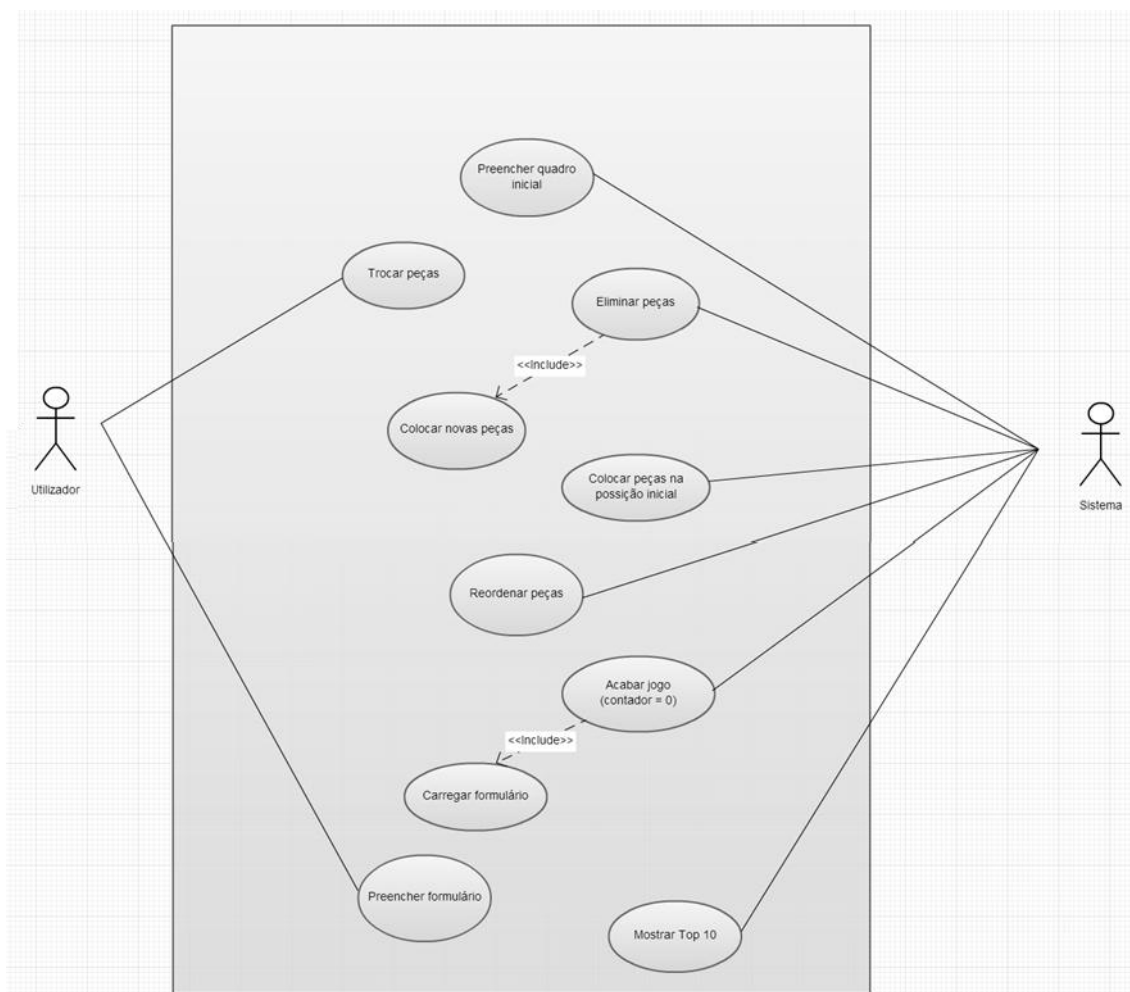 Preencher quadro
inicial
Trocar peças
Eliminar peças
<<Include>>
Colocar novas peças
Colocar peças na
possição inicial
Utilizador
Sistema
Reordenar peças
Acabar jogo
(contador = 0)
<<Include>>
Carregar formulário
Preencher formulário
Mostrar Top 10